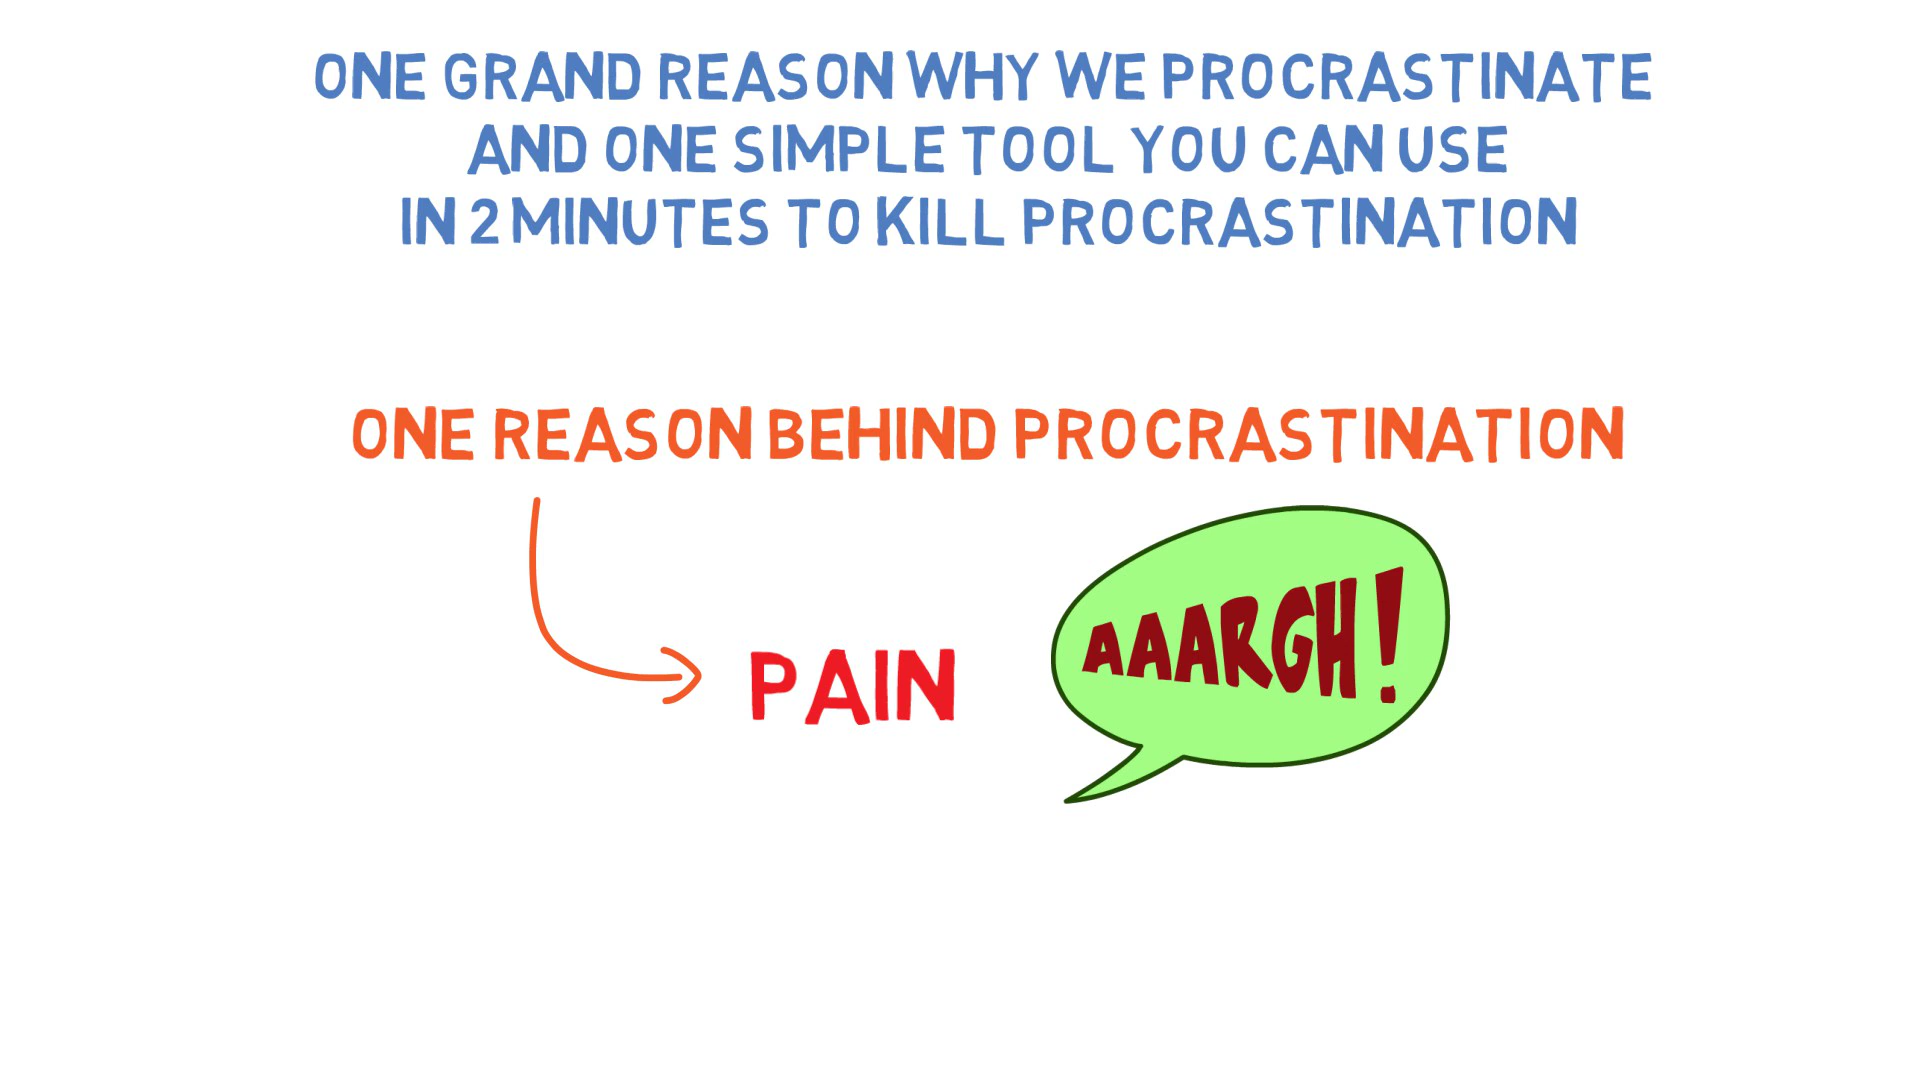 ONE GRAND REASON WHY WE PROCRASTINATE
AND ONE SIMPLE TOOL YOU CAN USE
IN 2 MINUTES TO KILL PROCRASTINATION
ONE REASON BEHIND PROCRASTINATION
PAIN
AAARGH!